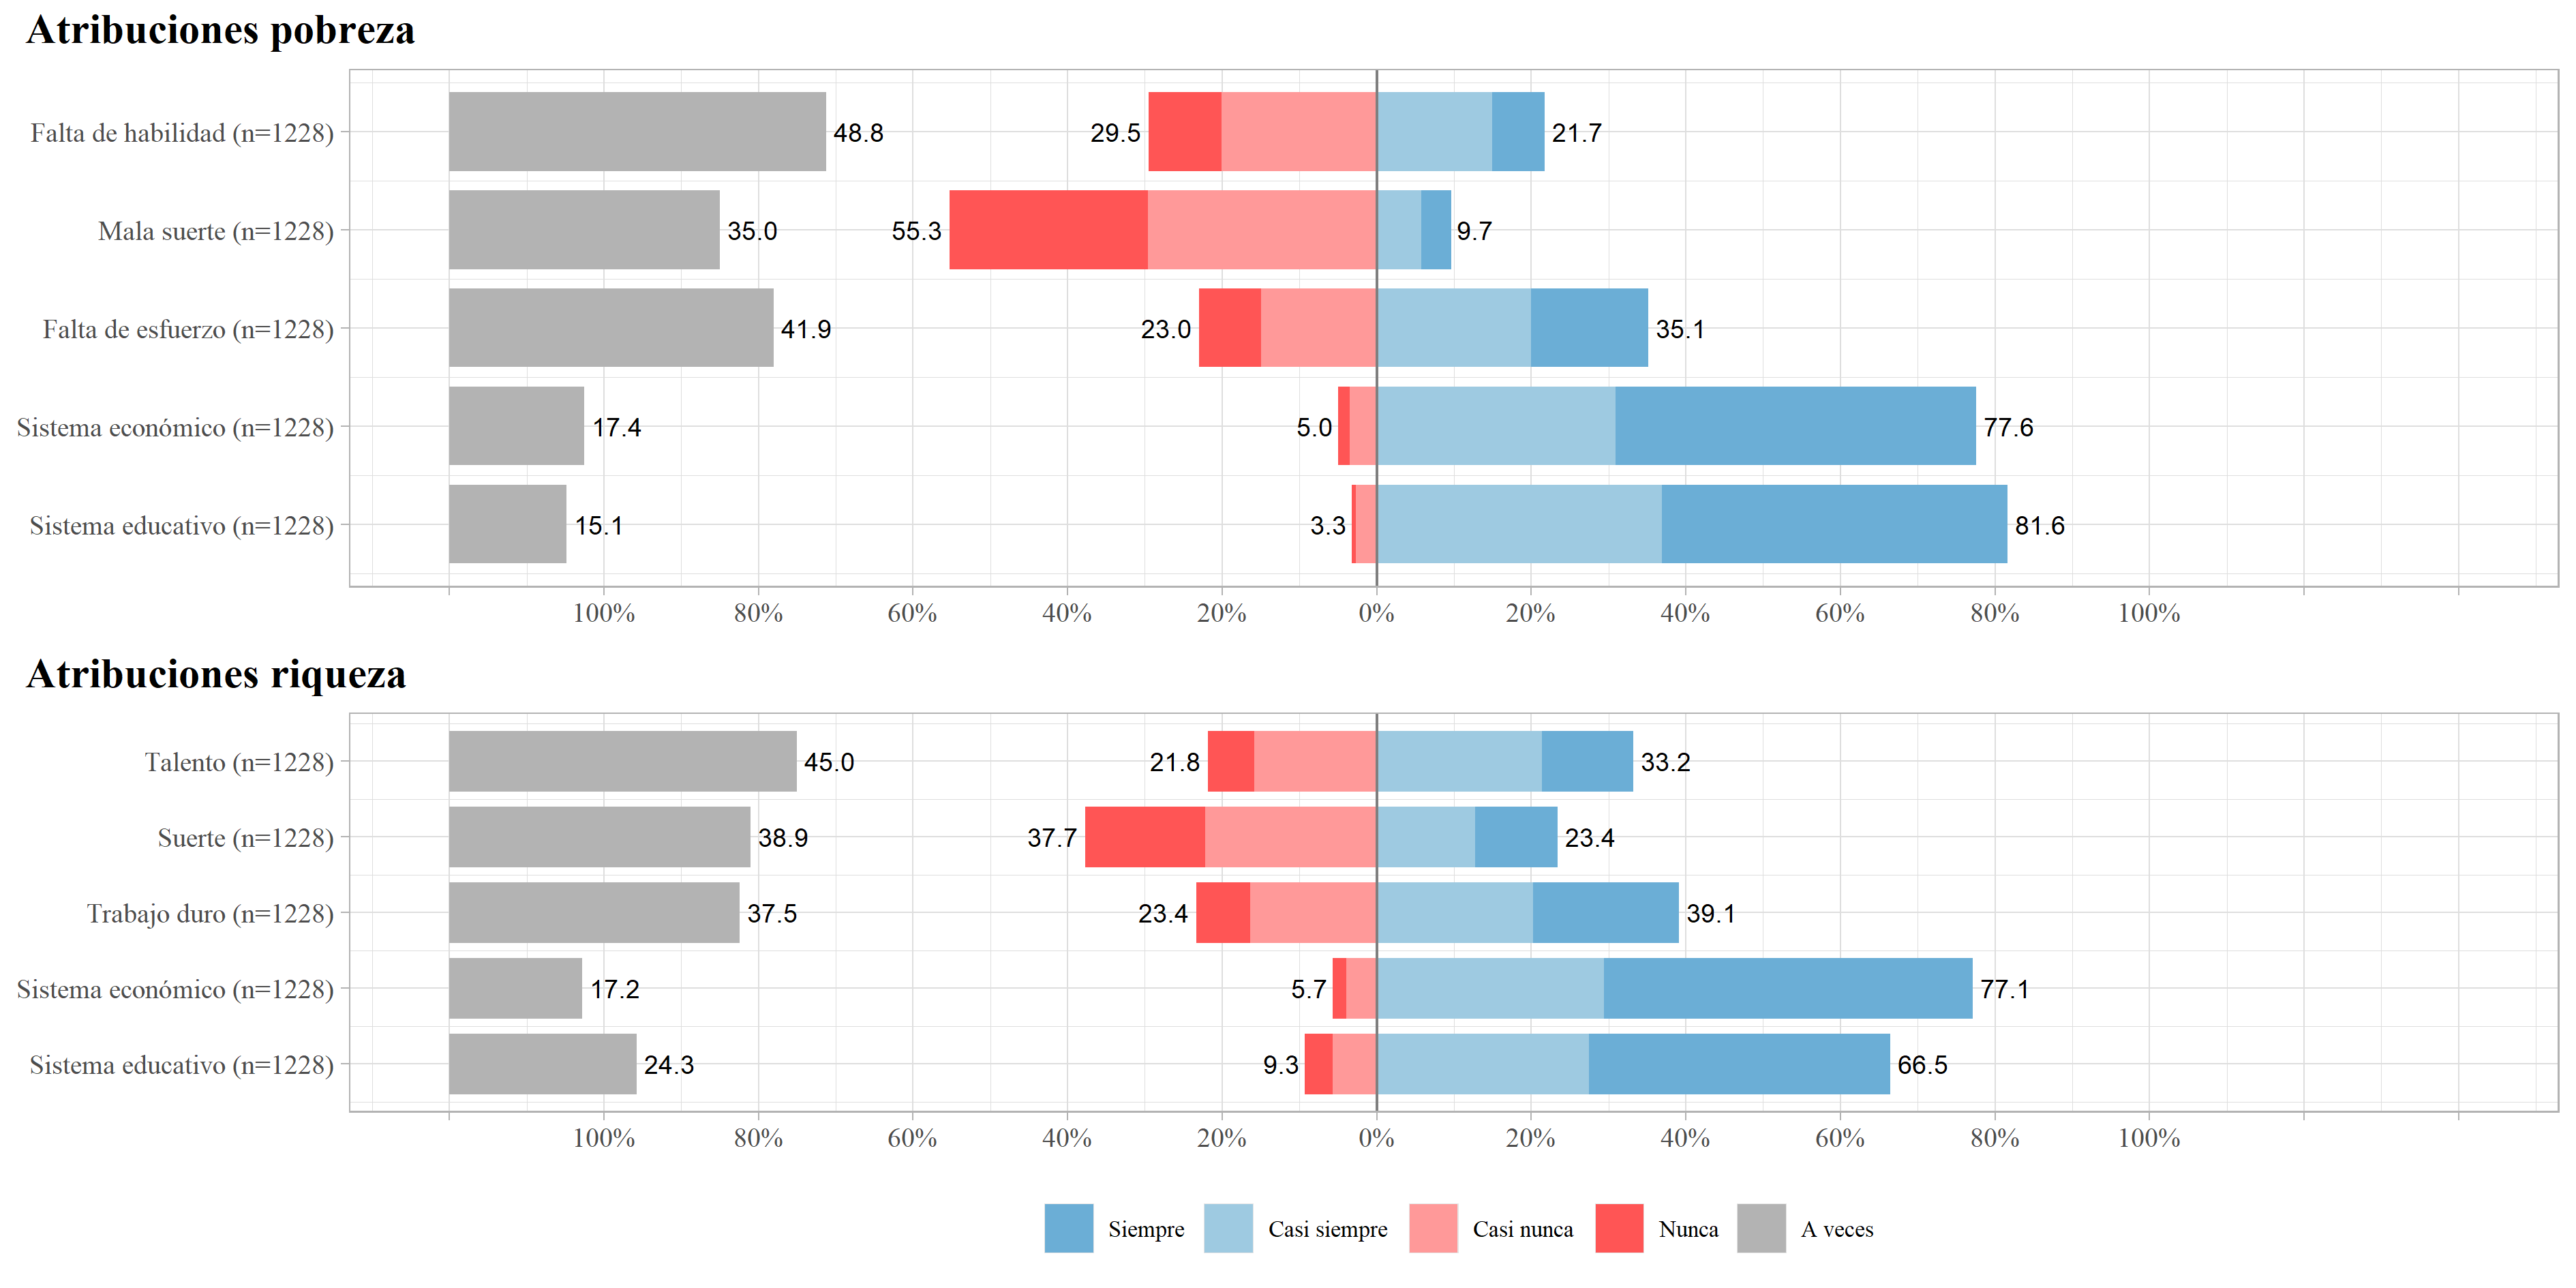 Atribuciones pobreza
Falta de habilidad (n=1228) 48.8 29.5 21.7
Mala suerte (n=1228) 35.0 55.3 9.7
Falta de esfuerzo (n=1228) 41.9 23.0 35.1
Sistema económico (n=1228) 17.4 5.0 77.6
Sistema educativo (n=1228) 15.1 3.3 81.6
100% 80% 60% 40% 20% 0% 20% 40% 60% 80% 100%
Atribuciones riqueza
Talento (n=1228) 45.0 21.8 33.2
Suerte (n=1228) 38.9 37.7 23.4
Trabajo duro (n=1228) 37.5 23.4 39.1
Sistema económico (n=1228) 17.2 5.7 77.1
Sistema educativo (n=1228) 24.3 9.3 66.5
100% 80% 60% 40% 20% 0% 20% 40% 60% 80% 100%
Siempre Casi siempre Casi nunca Nunca A veces